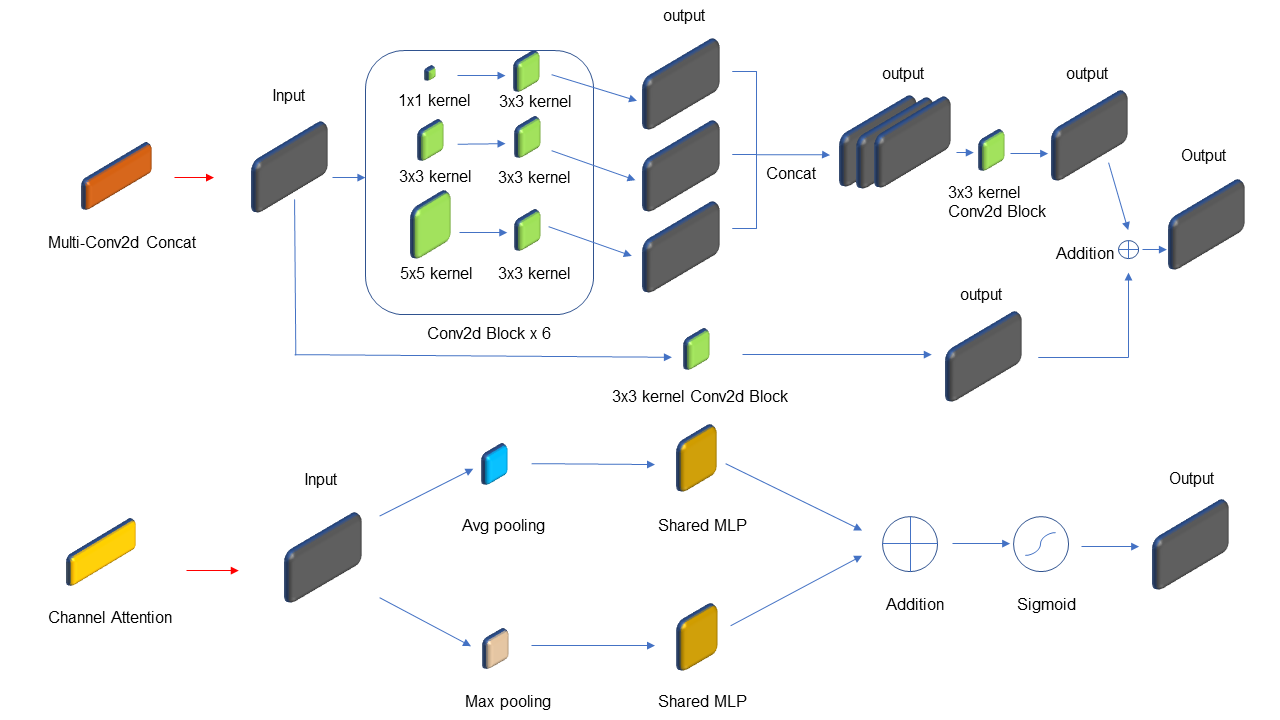 output
Input
1x1 kernel
3x3 kernel
3x3 kernel
3x3 kernel
5x5 kernel
3x3 kernel
Conv2d Block x 6
Multi-Conv2d Concat
Concat
output
3x3 kernel
Conv2d Block
output
Output
Addition
output
3x3 kernel Conv2d Block
Channel Attention
Input
Avg pooling
Shared MLP
Max pooling
Shared MLP
Addition
Sigmoid
Output